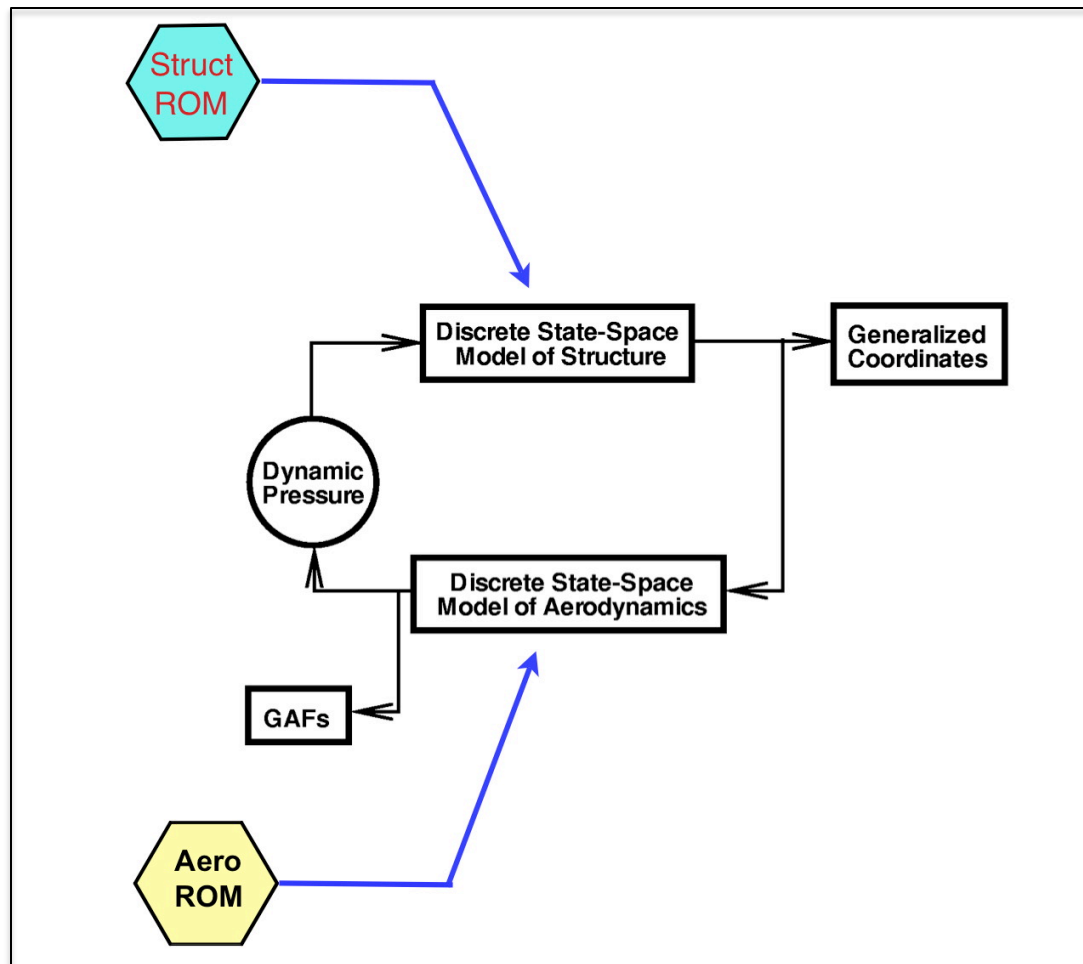 Struct
ROM
Discrete State-Space
Model of Structure
Generalized
Coordinates
Dynamic
Pressure
Discrete State-Space
Model of Aerodynamics
GAFs
Aero
ROM